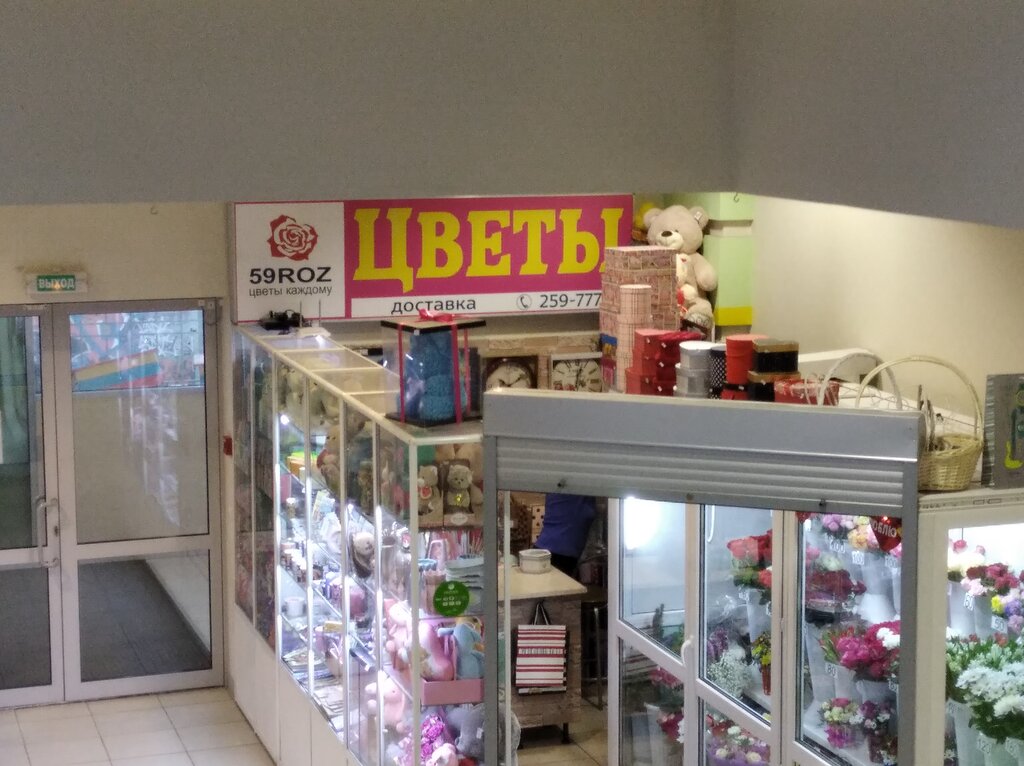 ВЫХОД
ЦВЕТЫ
59ROZ
цветы каждому
доставка
259-777